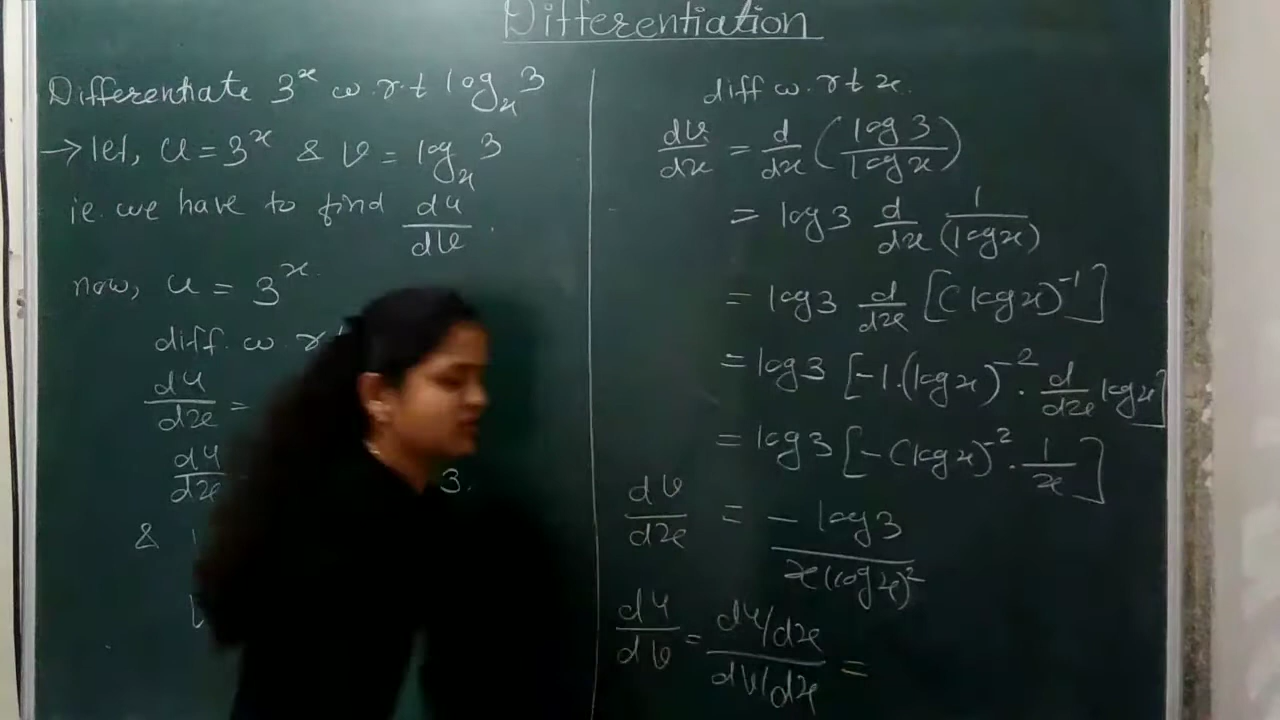 Differentiation
Differentiate 3^x w.r.t log_x 3
→ let, u = 3^x & v = log_x 3
ie. we have to find du/dv.
now, u = 3^x.
diff. w. r t
du/dx =
du/dx 3.
&
diff w. r t x.
dv/dx = d/dx (log 3/log x)
= log 3 d/dx 1/(log x)
= log 3 d/dx [(log x)^-1]
= log 3 [-1.(log x)^-2 . d/dx log x]
= log 3 [-(log x)^-2 . 1/x]
dv/dx = - log 3/x(log x)^2
du/dv = du/dx/dv/dx =